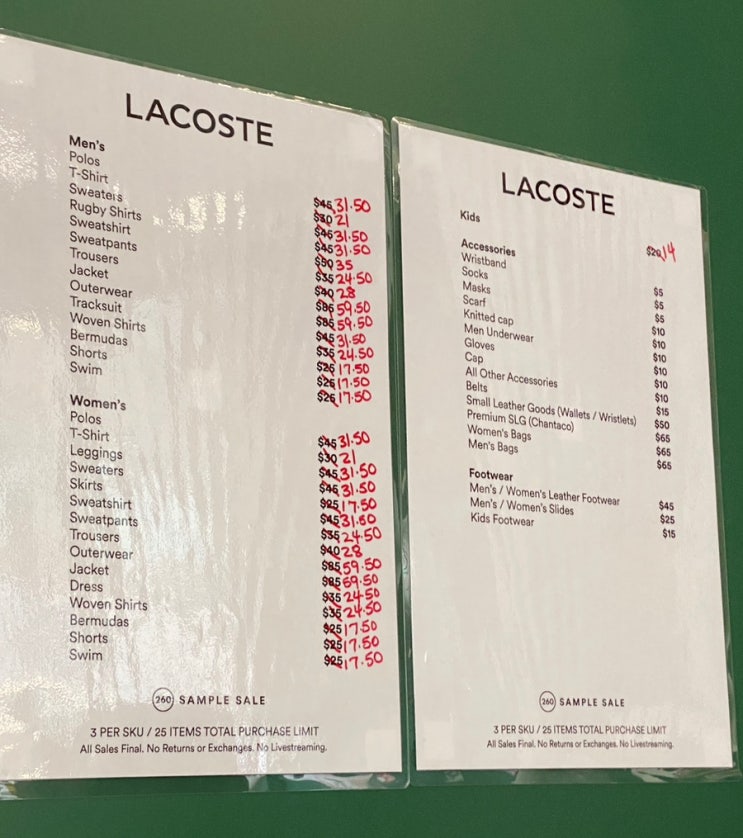 LACOSTE
Men's
Polos $45 31.50
T-Shirt $30 21
Sweaters $45 31.50
Rugby Shirts $45 31.50
Sweatshirt $50 35
Sweatpants $35 24.50
Trousers $40 28
Jacket $85 59.50
Outerwear $85 59.50
Tracksuit $45 31.50
Woven Shirts $35 24.50
Bermudas $25 17.50
Shorts $25 17.50
Swim $25 17.50
Women's
Polos $45 31.50
T-Shirt $30 21
Leggings $45 31.50
Sweaters $45 31.50
Skirts $25 17.50
Sweatshirt $45 31.50
Sweatpants $35 24.50
Trousers $40 28
Outerwear $85 59.50
Jacket $85 59.50
Dress $35 24.50
Woven Shirts $35 24.50
Bermudas $25 17.50
Shorts $25 17.50
Swim $25 17.50
260 SAMPLE SALE
3 PER SKU / 25 ITEMS TOTAL PURCHASE LIMIT
All Sales Final. No Returns or Exchanges. No Livestreaming.
LACOSTE
Kids $20 14
Accessories
Wristband $5
Socks $5
Masks $5
Scarf $10
Knitted cap $10
Men Underwear $10
Gloves $10
Cap $10
All Other Accessories $10
Belts $15
Small Leather Goods (Wallets / Wristlets) $50
Premium SLG (Chantaco) $65
Women's Bags $65
Men's Bags $65
Footwear
Men's / Women's Leather Footwear $45
Men's / Women's Slides $25
Kids Footwear $15
260 SAMPLE SALE
3 PER SKU / 25 ITEMS TOTAL PURCHASE LIMIT
All Sales Final. No Returns or Exchanges. No Livestreaming.